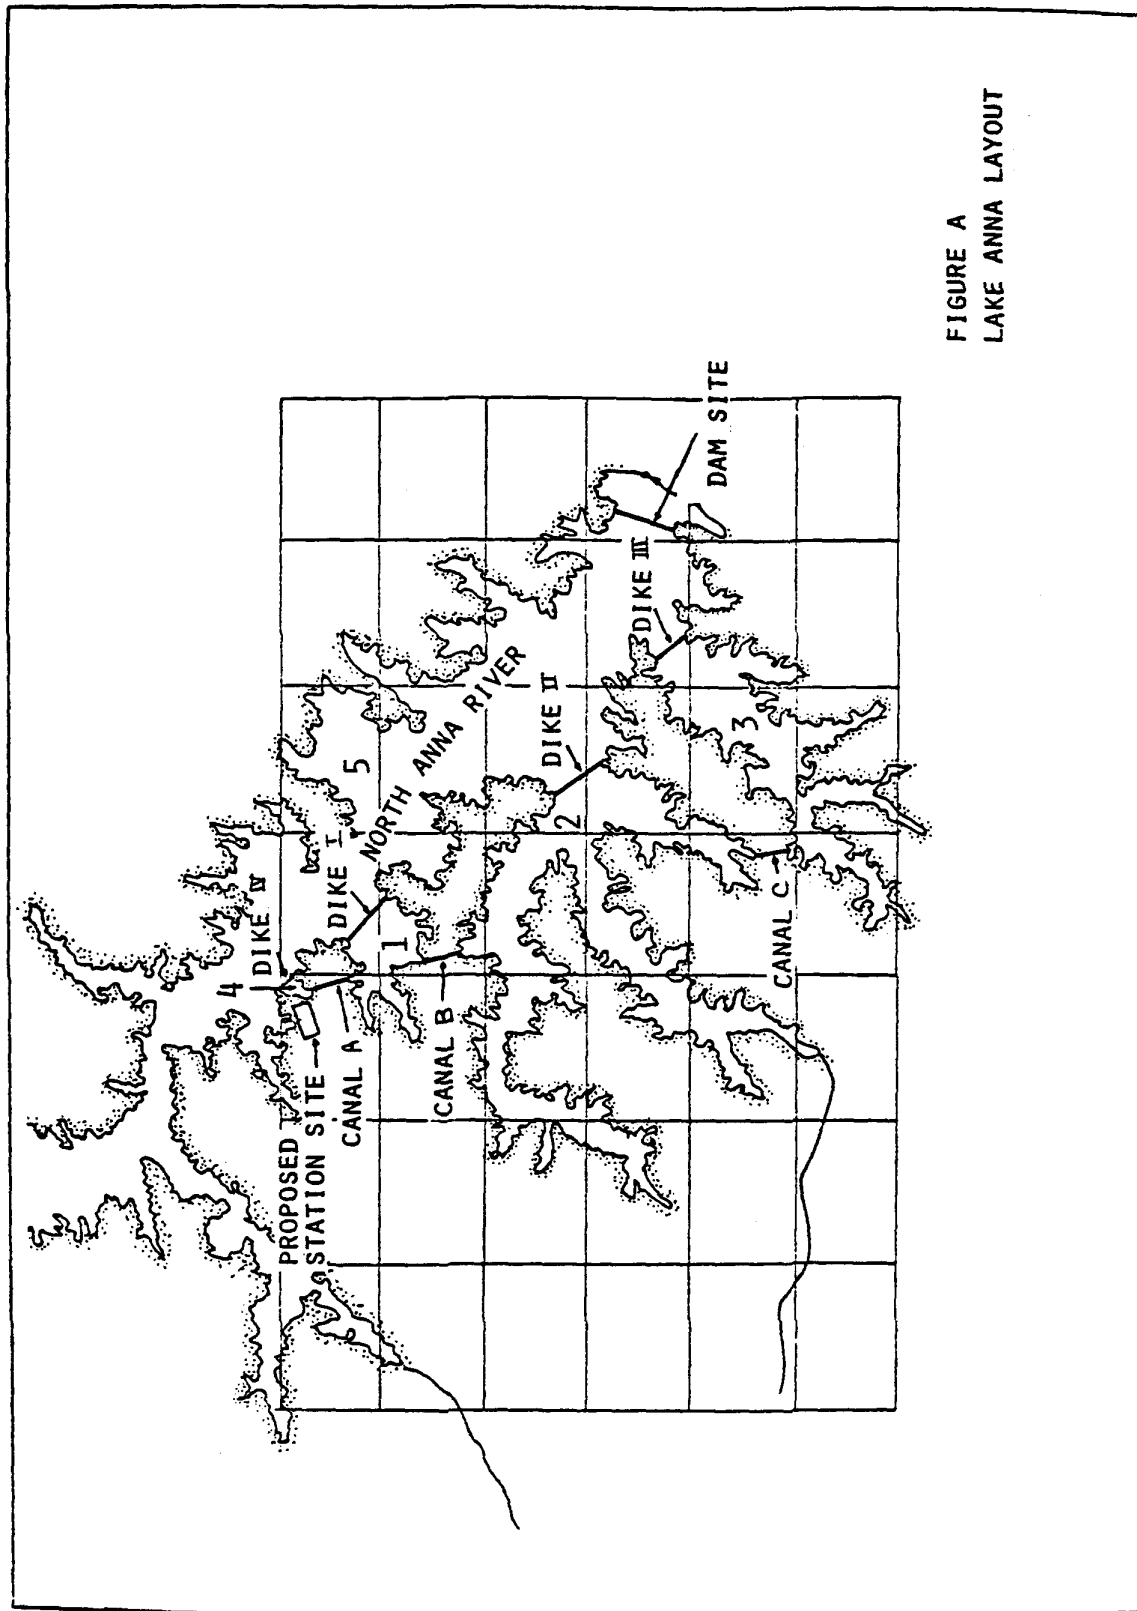 4
DIKE IV
PROPOSED
STATION SITE
CANAL A
DIKE I
5
1
NORTH ANNA RIVER
CANAL B
2
DIKE II
DIKE III
3
CANAL C
DAM SITE
FIGURE A
LAKE ANNA LAYOUT